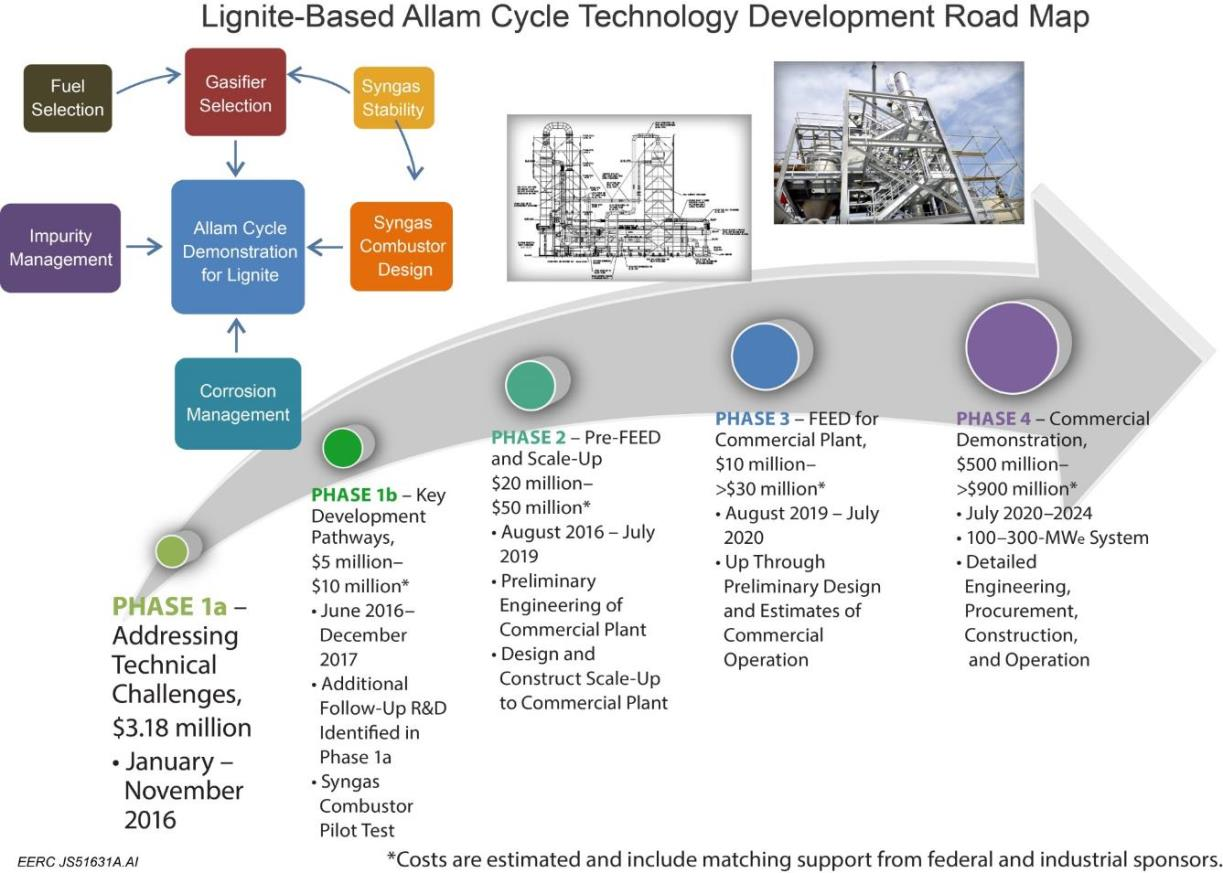 Lignite-Based Allam Cycle Technology Development Road Map
Fuel
Selection
Gasifier
Selection
Syngas
Stability
Impurity
Management
Allam Cycle
Demonstration
for Lignite
Syngas
Combustor
Design
Corrosion
Management
PHASE 1a –
Addressing
Technical
Challenges,
$3.18 million
• January –
November
2016
PHASE 1b – Key
Development
Pathways,
$5 million–
$10 million*
• June 2016–
December
2017
• Additional
Follow-Up R&D
Identified in
Phase 1a
• Syngas
Combustor
Pilot Test
PHASE 2 – Pre-FEED
and Scale-Up
$20 million–
$50 million*
• August 2016 – July
2019
• Preliminary
Engineering of
Commercial Plant
• Design and
Construct Scale-Up
to Commercial Plant
PHASE 3 – FEED for
Commercial Plant,
$10 million–
>$30 million*
• August 2019 – July
2020
• Up Through
Preliminary Design
and Estimates of
Commercial
Operation
PHASE 4 – Commercial
Demonstration,
$500 million–
>$900 million*
• July 2020–2024
• 100–300-MWe System
• Detailed
Engineering,
Procurement,
Construction,
and Operation
EERC JS51631A.AI
*Costs are estimated and include matching support from federal and industrial sponsors.